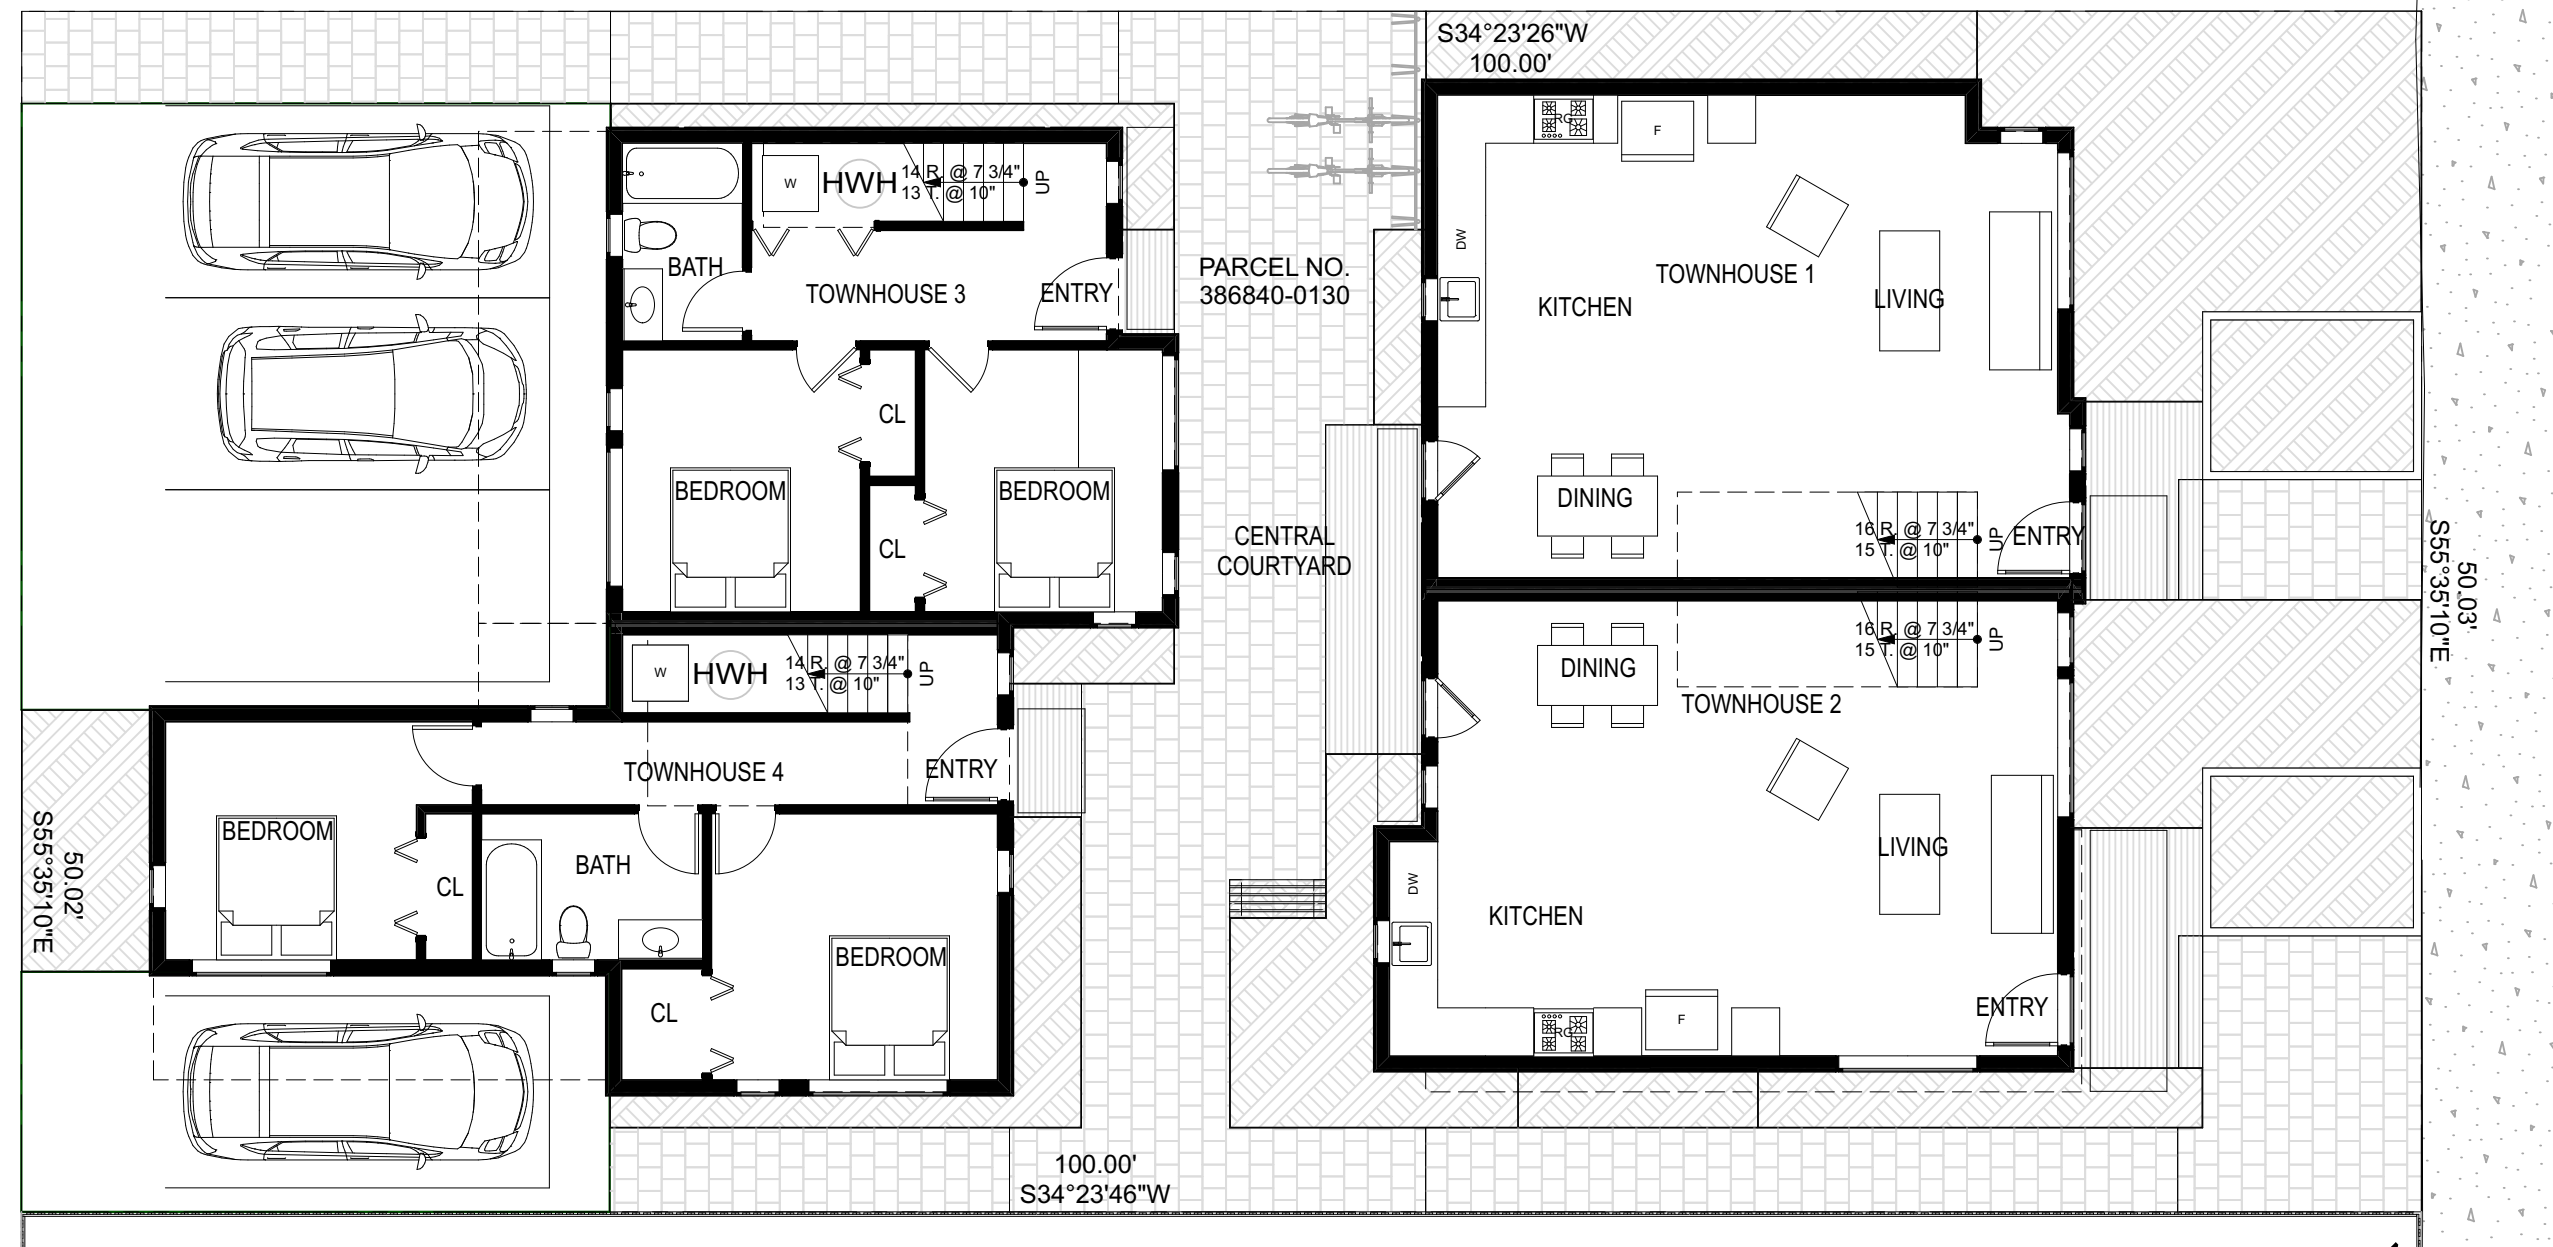 S34°23'26"W
100.00'
RG
F
W
HWH
14 R. @ 7 3/4"
13 T. @ 10"
UP
DW
BATH
TOWNHOUSE 3
ENTRY
PARCEL NO.
386840-0130
TOWNHOUSE 1
KITCHEN
LIVING
CL
BEDROOM
BEDROOM
DINING
CL
CENTRAL
COURTYARD
16 R. @ 7 3/4"
15 T. @ 10"
UP
ENTRY
50.03'
S55°35'10"E
W
HWH
14 R. @ 7 3/4"
13 T. @ 10"
UP
DINING
16 R. @ 7 3/4"
15 T. @ 10"
UP
TOWNHOUSE 2
TOWNHOUSE 4
ENTRY
BEDROOM
BATH
CL
50.02'
S55°35'10"E
LIVING
DW
KITCHEN
BEDROOM
CL
ENTRY
RG
F
100.00'
S34°23'46"W